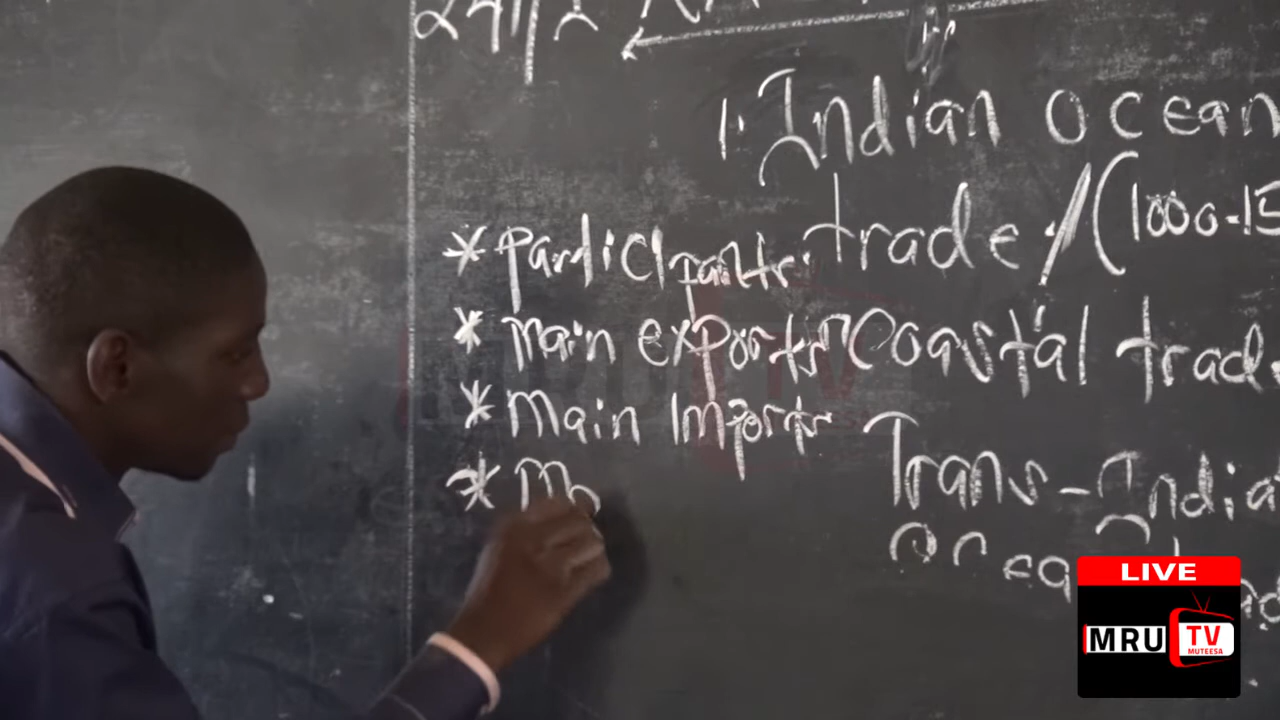 1. Indian Ocean
trade /(1000-15
* Participants.
* Main exports Coastal trade
* Main Imports
Trans-India
* Mo
LIVE
MRU TV
MUTEESA